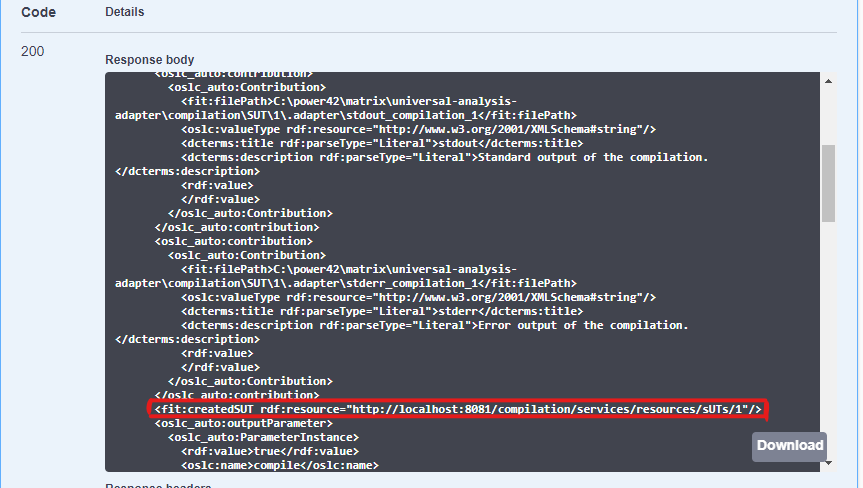 Code Details
200
Response body
<oslc_auto:contribution>
<oslc_auto:Contribution>
<fit:filePath>C:\power42\matrix\universal-analysis-
adapter\compilation\SUT\1\.adapter\stdout_compilation_1</fit:filePath>
<oslc:valueType rdf:resource="http://www.w3.org/2001/XMLSchema#string"/>
<dcterms:title rdf:parseType="Literal">stdout</dcterms:title>
<dcterms:description rdf:parseType="Literal">Standard output of the compilation.
</dcterms:description>
<rdf:value>
</rdf:value>
</oslc_auto:Contribution>
</oslc_auto:contribution>
<oslc_auto:contribution>
<oslc_auto:Contribution>
<fit:filePath>C:\power42\matrix\universal-analysis-
adapter\compilation\SUT\1\.adapter\stderr_compilation_1</fit:filePath>
<oslc:valueType rdf:resource="http://www.w3.org/2001/XMLSchema#string"/>
<dcterms:title rdf:parseType="Literal">stderr</dcterms:title>
<dcterms:description rdf:parseType="Literal">Error output of the compilation.
</dcterms:description>
<rdf:value>
</rdf:value>
</oslc_auto:Contribution>
</oslc_auto:contribution>
<fit:createdSUT rdf:resource="http://localhost:8081/compilation/services/resources/sUTs/1"/>
<oslc_auto:outputParameter>
<oslc_auto:ParameterInstance>
<rdf:value>true</rdf:value>
<oslc:name>compile</oslc:name>
Download
Response headers